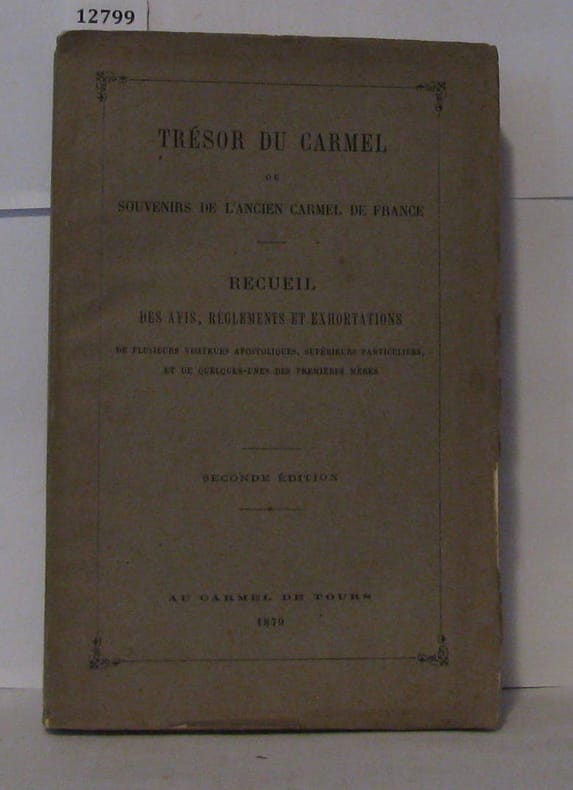 12799
TRÉSOR DU CARMEL
OU
SOUVENIRS DE L'ANCIEN CARMEL DE FRANCE
RECUEIL
DES AVIS, RÈGLEMENTS ET EXHORTATIONS
DE PLUSIEURS VISITEURS APOSTOLIQUES, SUPÉRIEURS PARTICULIERS,
ET DE QUELQUES-UNES DES PREMIÈRES MÈRES
SECONDE ÉDITION
AU CARMEL DE TOURS
1879